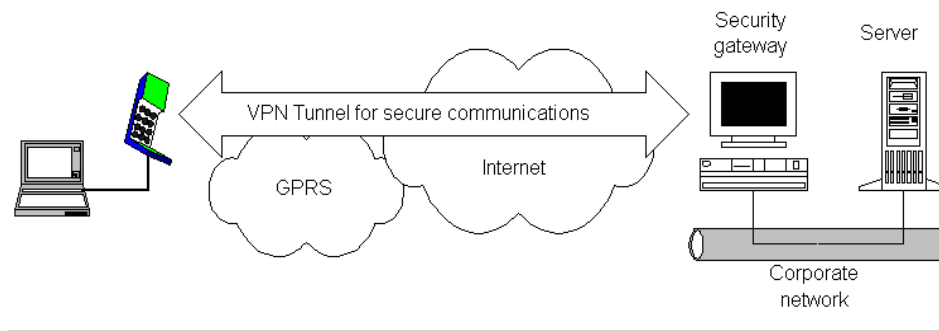 Security
gateway
Server
VPN Tunnel for secure communications
GPRS
Internet
Corporate
network